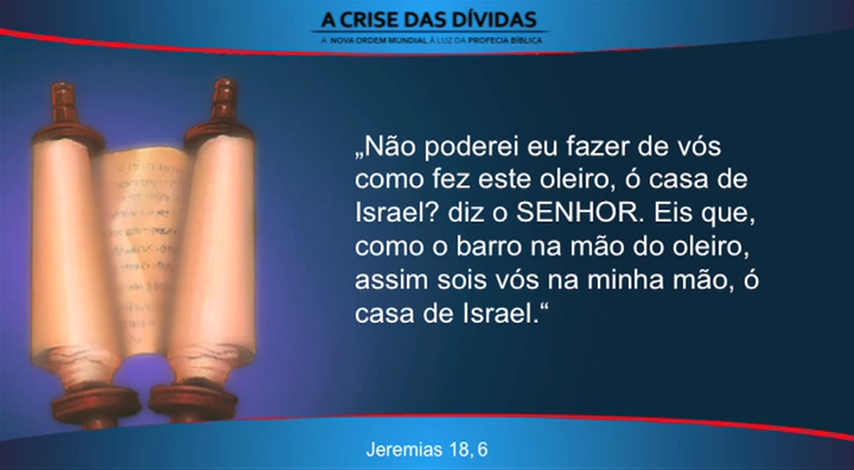 A CRISE DAS DÍVIDAS
A NOVA ORDEM MUNDIAL À LUZ DA PROFECIA BÍBLICA
„Não poderei eu fazer de vós
como fez este oleiro, ó casa de
Israel? diz o SENHOR. Eis que,
como o barro na mão do oleiro,
assim sois vós na minha mão, ó
casa de Israel.“
Jeremias 18, 6